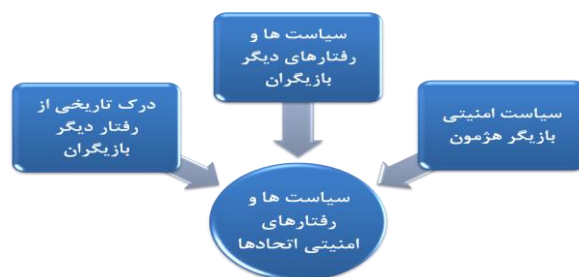 سیاست ها و
رفتارهای دیگر
بازیگران
سیاست امنیتی
بازیگر هژمون
درک تاریخی از
رفتار دیگر
بازیگران
سیاست ها و
رفتارهای
امنیتی اتحادها